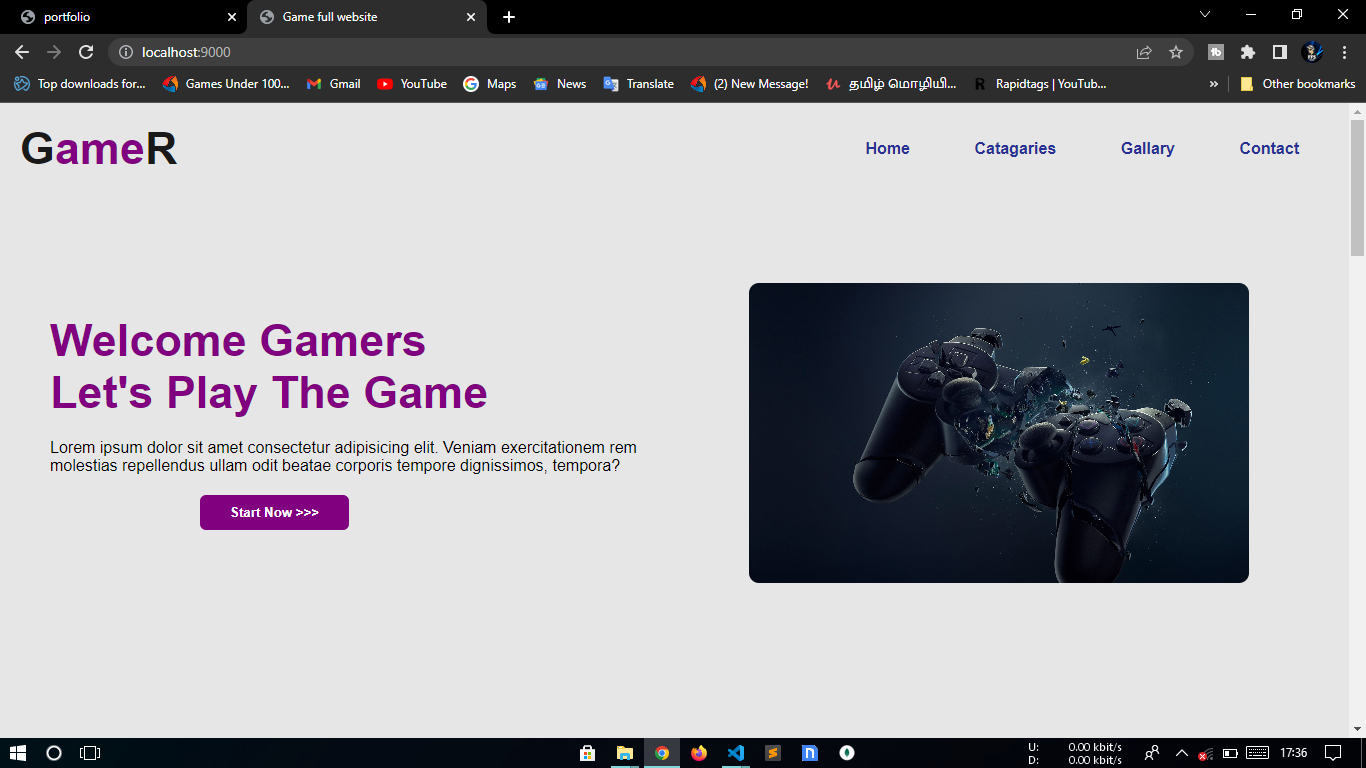 portfolio
Game full website
localhost:9000
Top downloads for...
Games Under 100...
Gmail
YouTube
Maps
News
Translate
(2) New Message!
தமிழ் மொழியி...
Rapidtags | YouTub...
»
Other bookmarks
GameR
Home
Catagaries
Gallary
Contact
Welcome Gamers
Let's Play The Game
Lorem ipsum dolor sit amet consectetur adipisicing elit. Veniam exercitationem rem
molestias repellendus ullam odit beatae corporis tempore dignissimos, tempora?
Start Now >>>
U: 0.00 kbit/s
D: 0.00 kbit/s
17:36